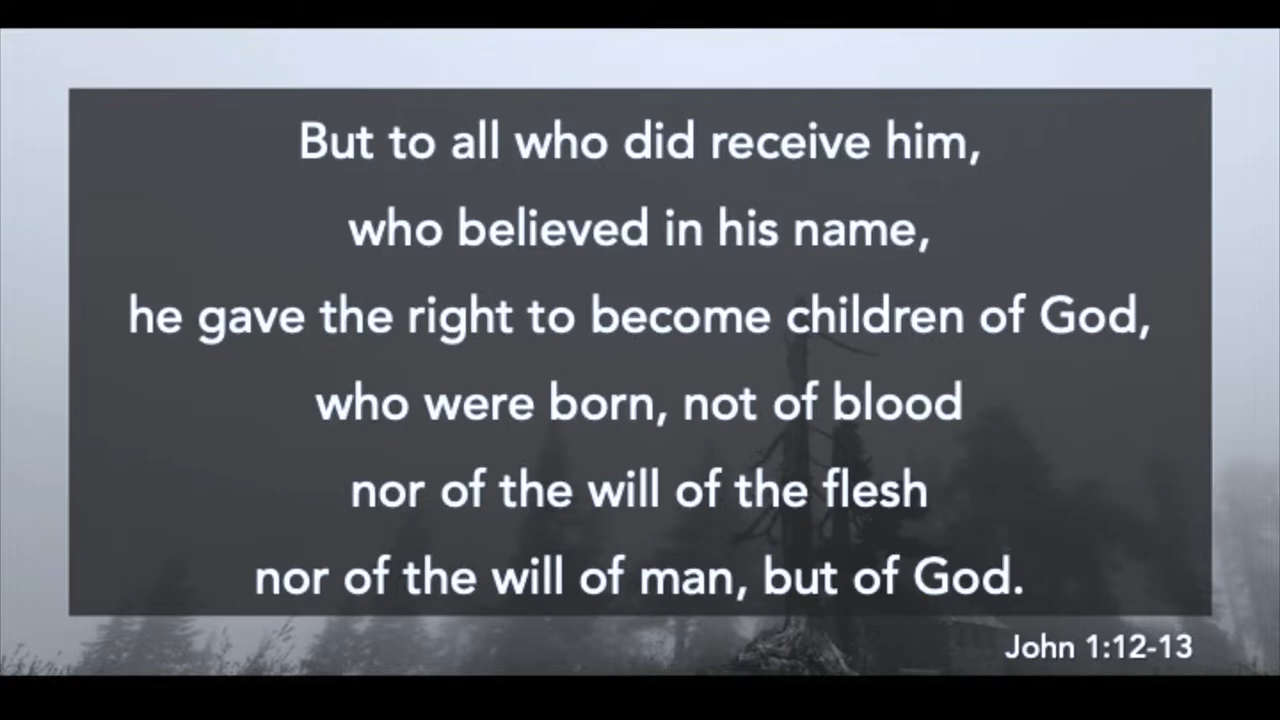 But to all who did receive him,
who believed in his name,
he gave the right to become children of God,
who were born, not of blood
nor of the will of the flesh
nor of the will of man, but of God.
John 1:12-13